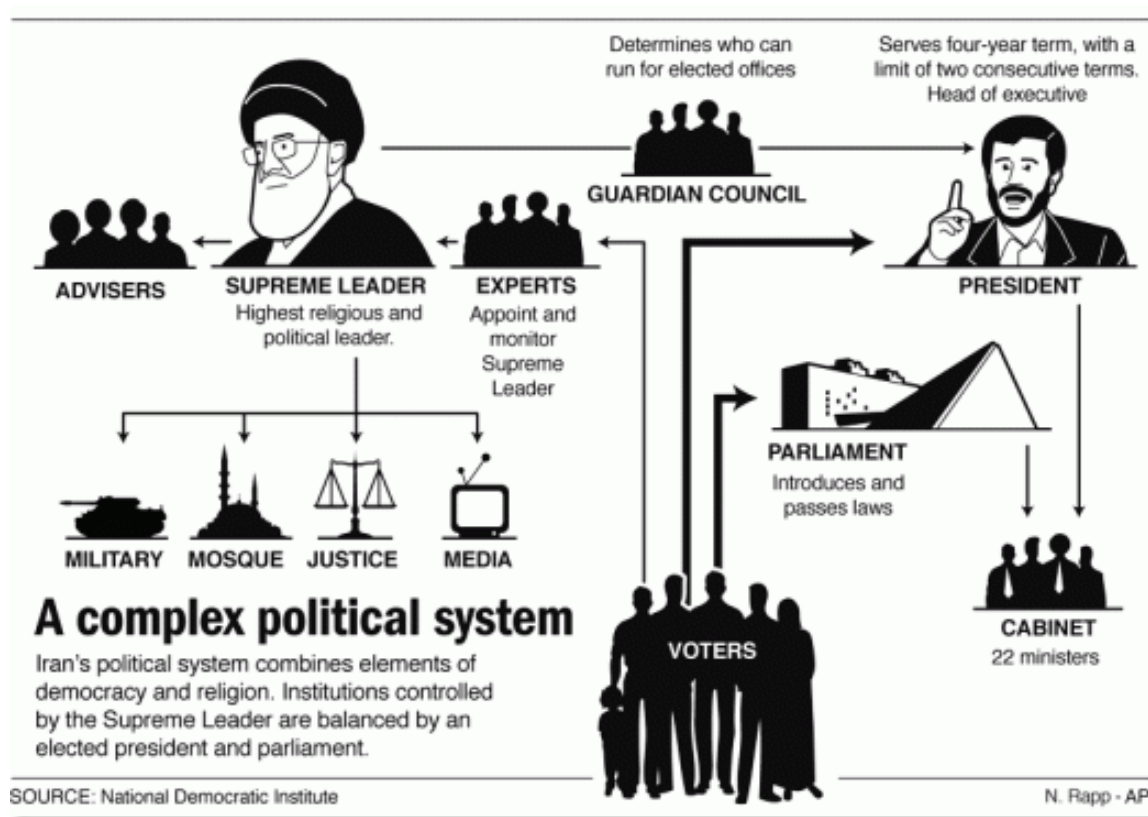 Determines who can
run for elected offices
Serves four-year term, with a
limit of two consecutive terms.
Head of executive
GUARDIAN COUNCIL
ADVISERS
SUPREME LEADER
Highest religious and
political leader.
EXPERTS
Appoint and
monitor
Supreme
Leader
PRESIDENT
PARLIAMENT
Introduces and
passes laws
MILITARY
MOSQUE
JUSTICE
MEDIA
CABINET
22 ministers
VOTERS
A complex political system
Iran's political system combines elements of
democracy and religion. Institutions controlled
by the Supreme Leader are balanced by an
elected president and parliament.
SOURCE: National Democratic Institute
N. Rapp - AP